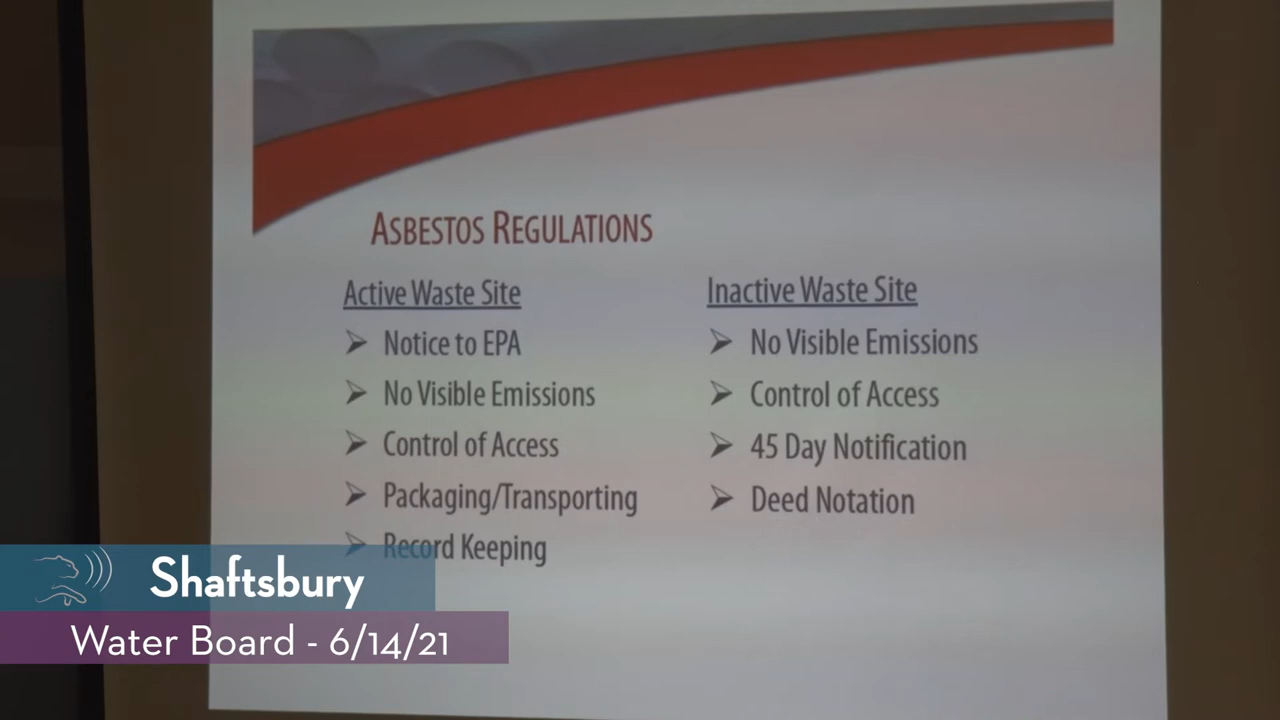 ASBESTOS REGULATIONS
Active Waste Site
Notice to EPA
No Visible Emissions
Control of Access
Packaging/Transporting
Record Keeping
Inactive Waste Site
No Visible Emissions
Control of Access
45 Day Notification
Deed Notation
Shaftsbury
Water Board - 6/14/21